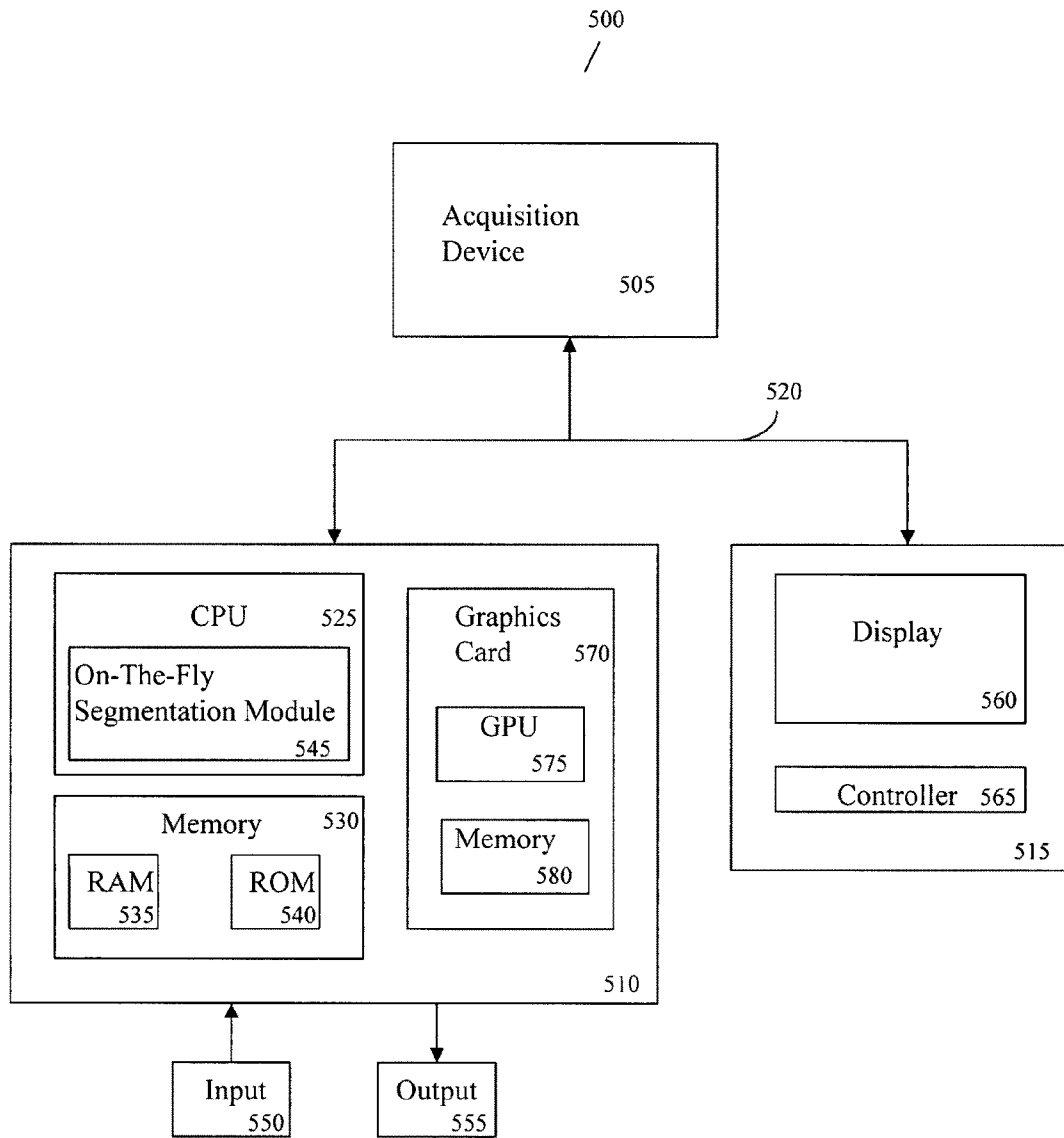 500
Acquisition
Device
505
520
CPU
525
On-The-Fly
Segmentation Module
545
Memory
530
RAM
535
ROM
540
Graphics
Card
570
GPU
575
Memory
580
510
Display
560
Controller
565
515
Input
550
Output
555